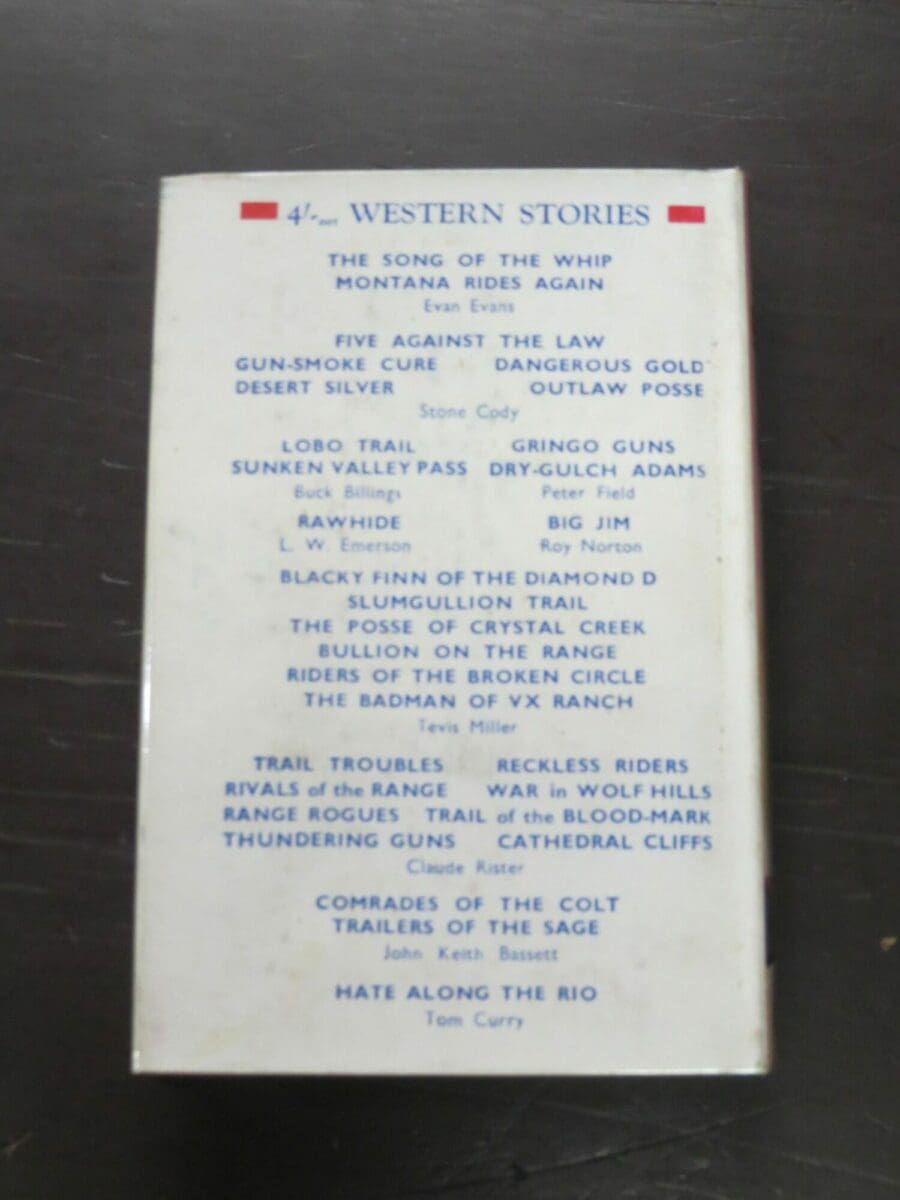 4/- net WESTERN STORIES
THE SONG OF THE WHIP
MONTANA RIDES AGAIN
Evan Evans
FIVE AGAINST THE LAW
GUN-SMOKE CURE DANGEROUS GOLD
DESERT SILVER OUTLAW POSSE
Stone Cody
LOBO TRAIL GRINGO GUNS
SUNKEN VALLEY PASS DRY-GULCH ADAMS
Buck Billings Peter Field
RAWHIDE BIG JIM
L. W. Emerson Roy Norton
BLACKY FINN OF THE DIAMOND D
SLUMGULLION TRAIL
THE POSSE OF CRYSTAL CREEK
BULLION ON THE RANGE
RIDERS OF THE BROKEN CIRCLE
THE BADMAN OF VX RANCH
Tevis Miller
TRAIL TROUBLES RECKLESS RIDERS
RIVALS of the RANGE WAR in WOLF HILLS
RANGE ROGUES TRAIL of the BLOOD-MARK
THUNDERING GUNS CATHEDRAL CLIFFS
Claude Rister
COMRADES OF THE COLT
TRAILERS OF THE SAGE
John Keith Bassett
HATE ALONG THE RIO
Tom Curry